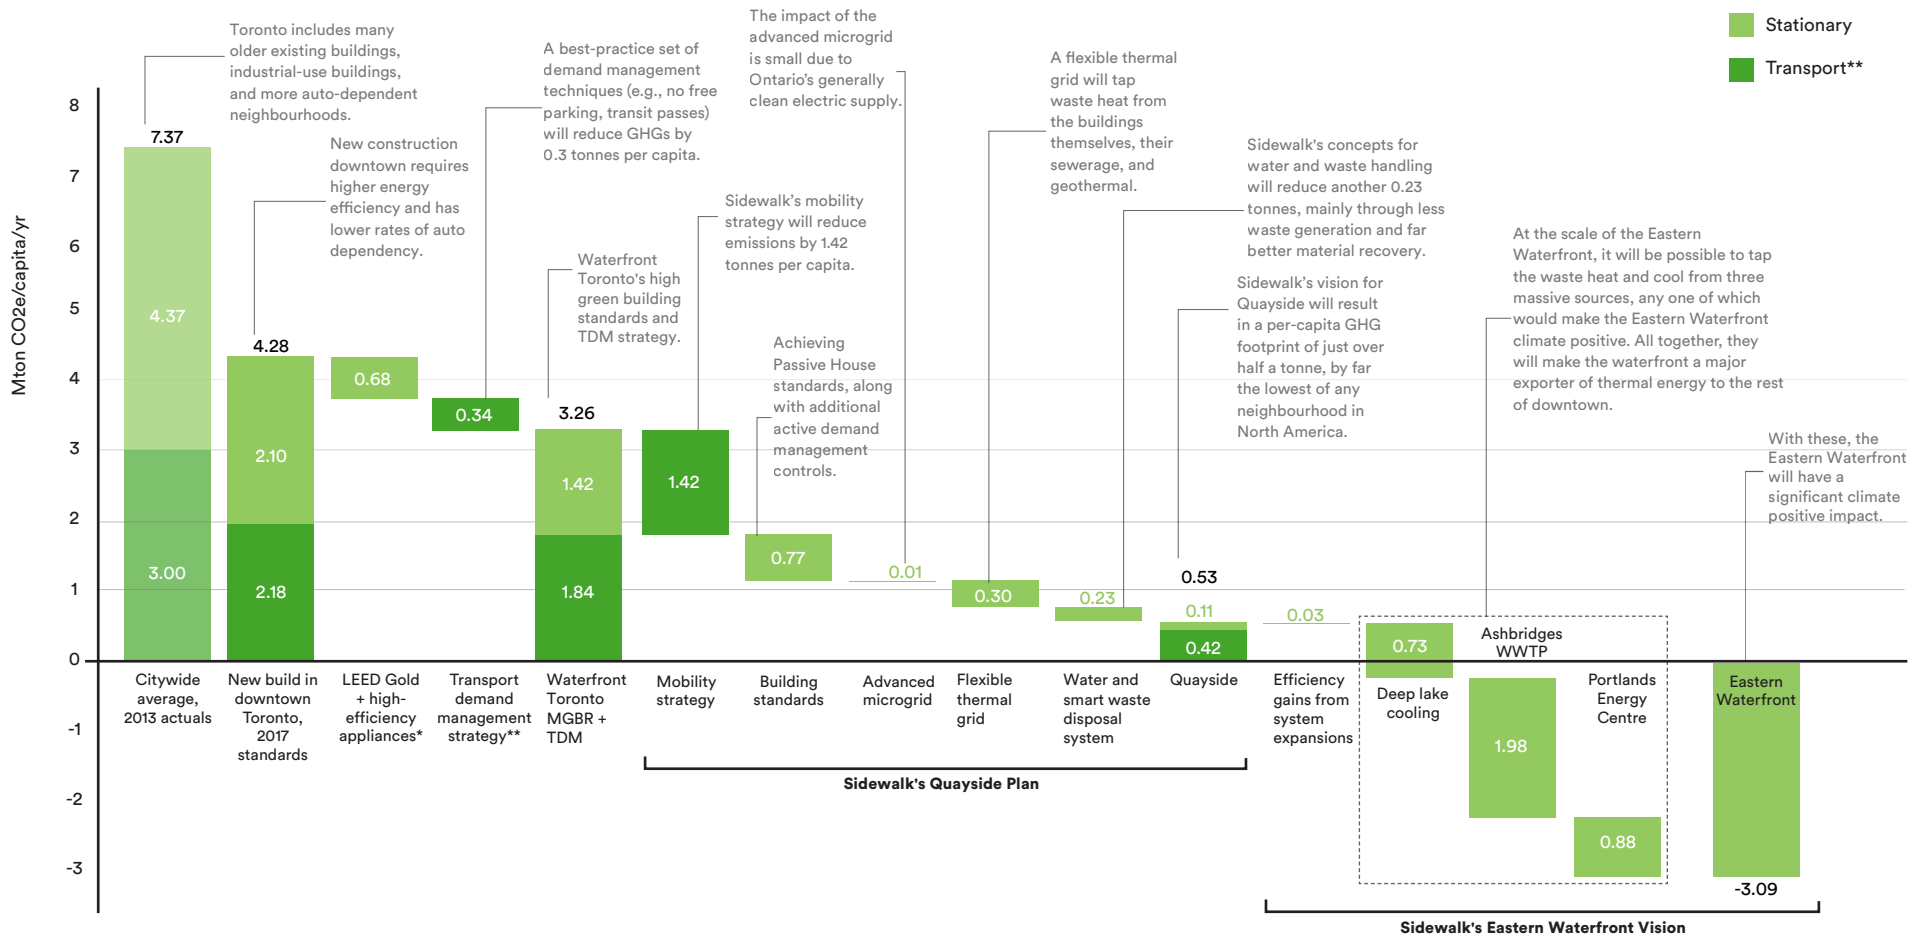 Stationary
Transport**
Mton CO2e/capita/yr
8
7
6
5
4
3
2
1
0
-1
-2
-3
Toronto includes many
older existing buildings,
industrial-use buildings,
and more auto-dependent
neighbourhoods.
New construction
downtown requires
higher energy
efficiency and has
lower rates of auto
dependency.
A best-practice set of
demand management
techniques (e.g., no free
parking, transit passes)
will reduce GHGs by
0.3 tonnes per capita.
Waterfront
Toronto's high
green building
standards and
TDM strategy.
The impact of the
advanced microgrid
is small due to
Ontario's generally
clean electric supply.
Sidewalk's mobility
strategy will reduce
emissions by 1.42
tonnes per capita.
Achieving
Passive House
standards, along
with additional
active demand
management
controls.
A flexible thermal
grid will tap
waste heat from
the buildings
themselves, their
sewerage, and
geothermal.
Sidewalk's concepts for
water and waste handling
will reduce another 0.23
tonnes, mainly through less
waste generation and far
better material recovery.
Sidewalk's vision for
Quayside will result
in a per-capita GHG
footprint of just over
half a tonne, by far
the lowest of any
neighbourhood in
North America.
At the scale of the Eastern
Waterfront, it will be possible to tap
the waste heat and cool from three
massive sources, any one of which
would make the Eastern Waterfront
climate positive. All together, they
will make the waterfront a major
exporter of thermal energy to the rest
of downtown.
With these, the
Eastern Waterfront
will have a
significant climate
positive impact.
7.37
4.37
3.00
4.28
2.10
2.18
0.68
0.34
3.26
1.42
1.84
1.42
0.77
0.01
0.30
0.23
0.53
0.11
0.42
0.03
0.73
Ashbridges
WWTP
1.98
0.88
-3.09
Citywide
average,
2013 actuals
New build in
downtown
Toronto,
2017
standards
LEED Gold
+ high-
efficiency
appliances*
Transport
demand
management
strategy**
Waterfront
Toronto
MGBR +
TDM
Mobility
strategy
Building
standards
Advanced
microgrid
Flexible
thermal
grid
Water and
smart waste
disposal
system
Quayside
Efficiency
gains from
system
expansions
Deep lake
cooling
Portlands
Energy
Centre
Eastern
Waterfront
Sidewalk's Quayside Plan
Sidewalk's Eastern Waterfront Vision